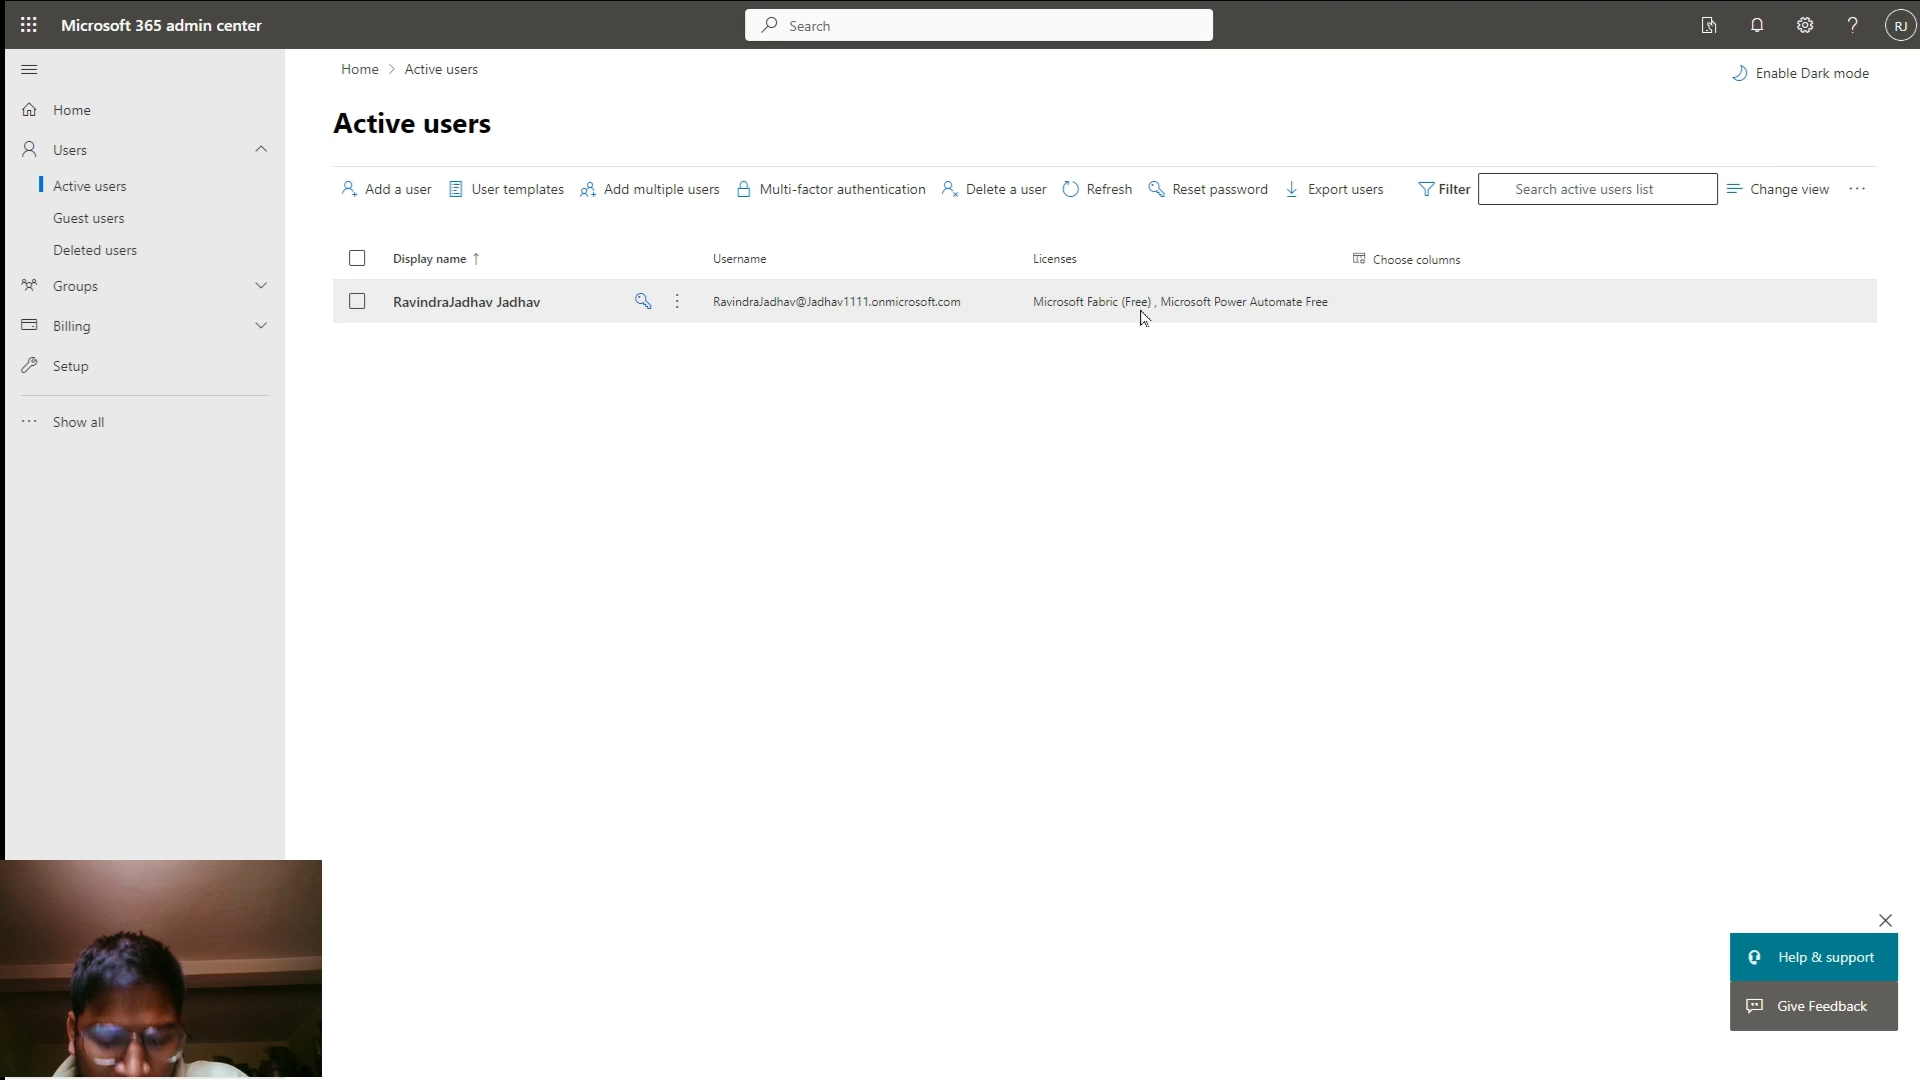 Microsoft 365 admin center
Search
RJ
Home > Active users
Enable Dark mode
Home
Users
Active users
Guest users
Deleted users
Groups
Billing
Setup
Show all
Active users
Add a user
User templates
Add multiple users
Multi-factor authentication
Delete a user
Refresh
Reset password
Export users
Filter
Search active users list
Change view
Display name ↑
Username
Licenses
Choose columns
RavindraJadhav Jadhav
RavindraJadhav@Jadhav1111.onmicrosoft.com
Microsoft Fabric (Free) , Microsoft Power Automate Free
Help & support
Give Feedback